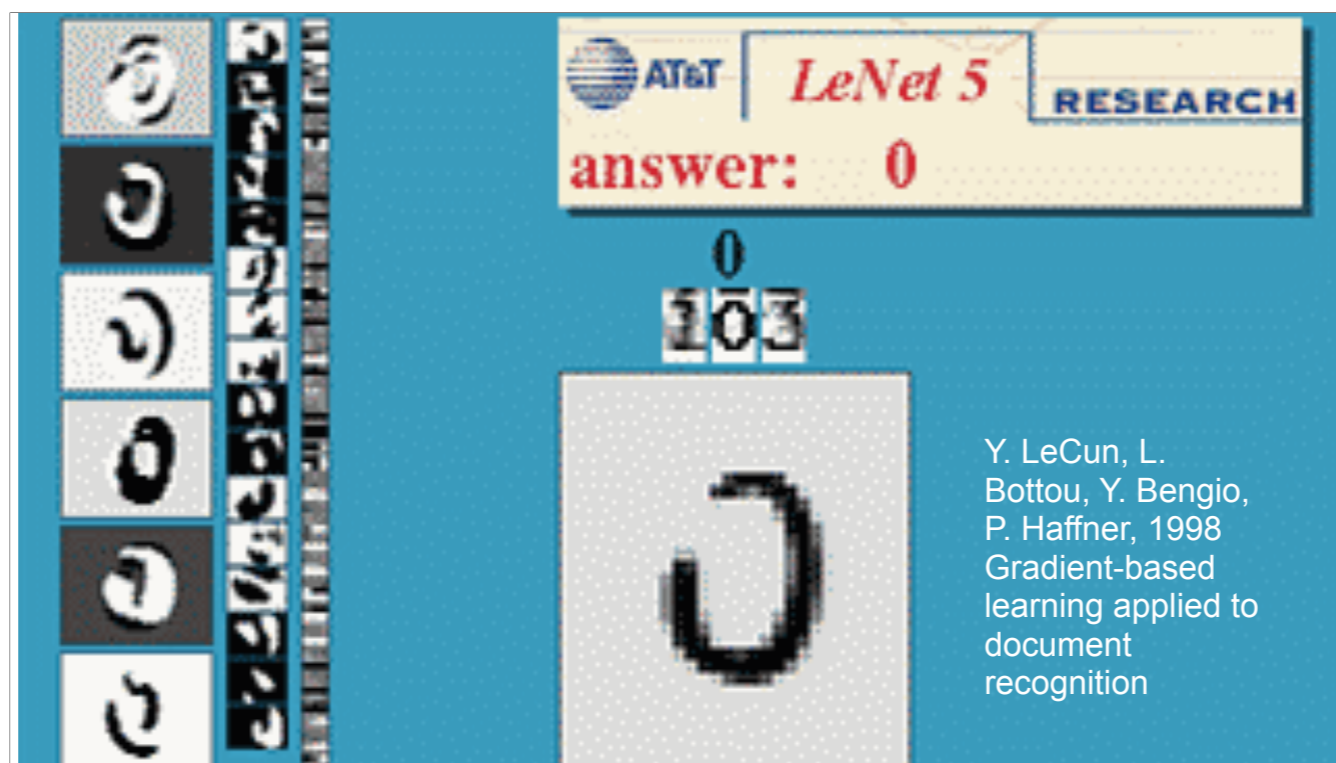 AT&T
LeNet 5
RESEARCH
answer: 0
0
103
Y. LeCun, L.
Bottou, Y. Bengio,
P. Haffner, 1998
Gradient-based
learning applied to
document
recognition